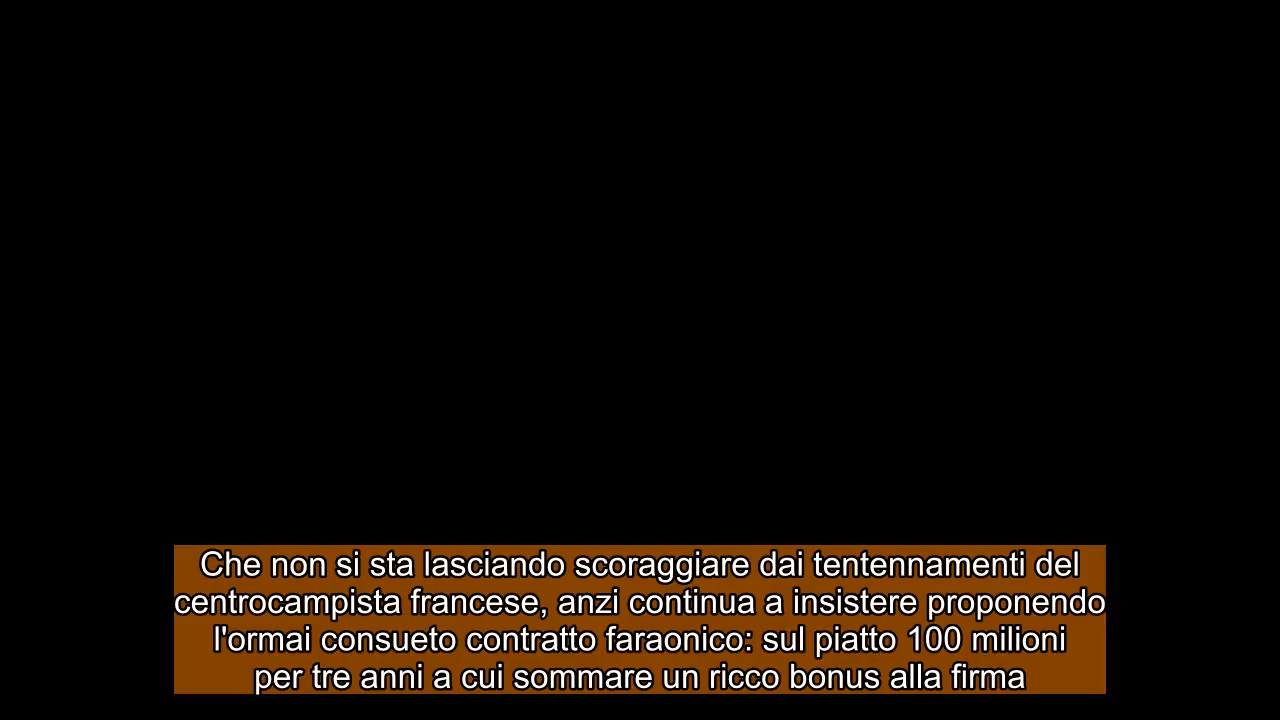 Che non si sta lasciando scoraggiare dai tentennamenti del
centrocampista francese, anzi continua a insistere proponendo
l'ormai consueto contratto faraonico: sul piatto 100 milioni
per tre anni a cui sommare un ricco bonus alla firma